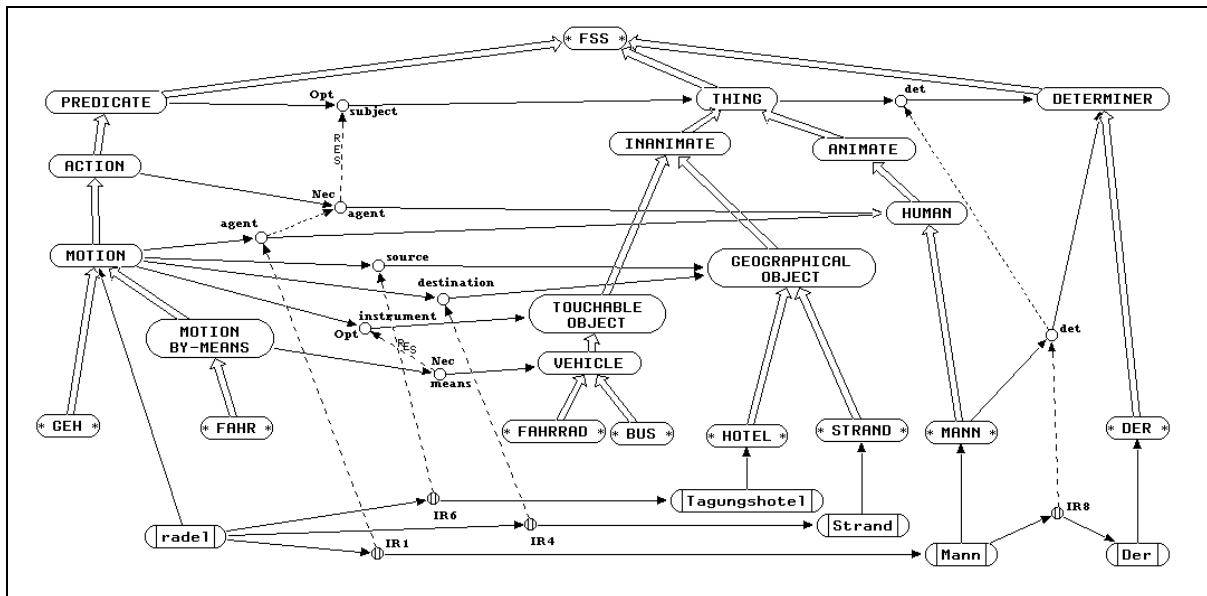 * FSS *
PREDICATE
Opt
subject
THING
det
DETERMINER
RES
INANIMATE
ANIMATE
ACTION
Nec
agent
HUMAN
agent
MOTION
source
GEOGRAPHICAL
OBJECT
destination
TOUCHABLE
OBJECT
instrument
Opt
MOTION
BY-MEANS
RES
Nec
means
VEHICLE
det
* GEH *
* FAHR *
* FAHRRAD *
* BUS *
* HOTEL *
* STRAND *
* MANN *
* DER *
Tagungshotel
IR6
IR8
radel
IR1
IR4
Strand
Mann
Der